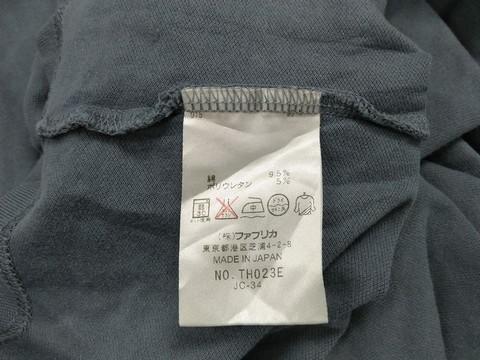 015
綿 95%
ポリウレタン 5%
(株)ファブリカ
東京都港区芝浦4-2-8
MADE IN JAPAN
NO. TH023E
JC-34